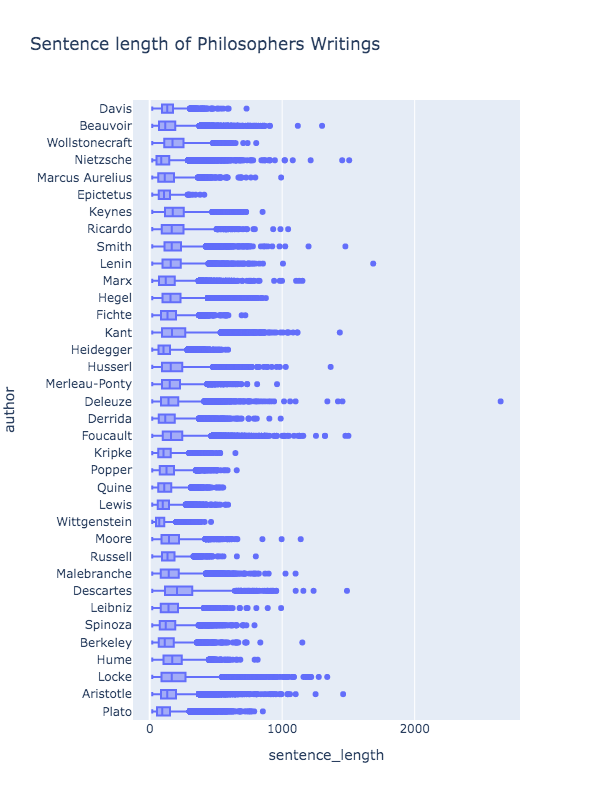 Sentence length of Philosophers Writings
Davis
Beauvoir
Wollstonecraft
Nietzsche
Marcus Aurelius
Epictetus
Keynes
Ricardo
Smith
Lenin
Marx
Hegel
Fichte
Kant
Heidegger
Husserl
Merleau-Ponty
Deleuze
Derrida
Foucault
Kripke
Popper
Quine
Lewis
Wittgenstein
Moore
Russell
Malebranche
Descartes
Leibniz
Spinoza
Berkeley
Hume
Locke
Aristotle
Plato
author
0 1000 2000
sentence_length